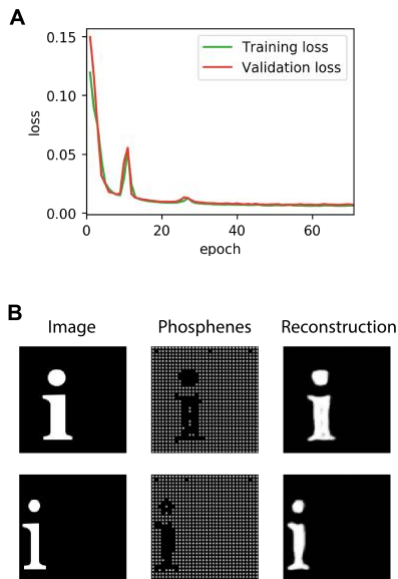 A
0.15
0.10
0.05
0.00
loss
Training loss
Validation loss
0 20 40 60
epoch
B
Image Phosphenes Reconstruction
i i i
i i i